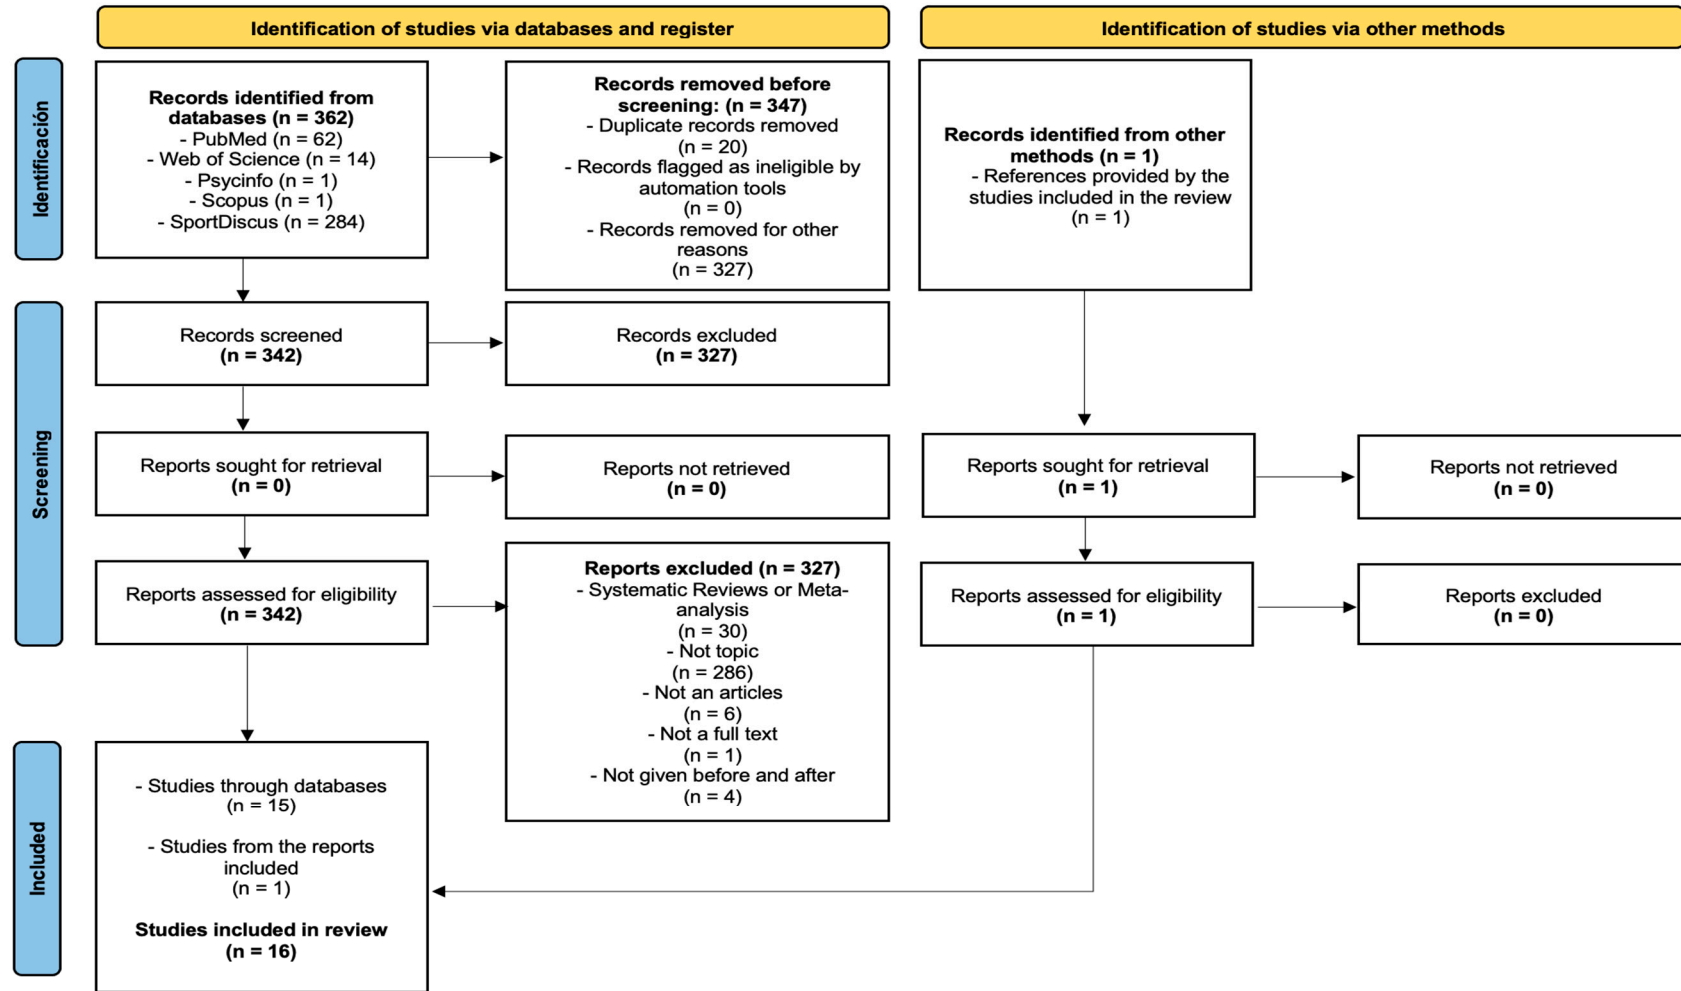 Identification of studies via databases and register
Identification of studies via other methods
Identificación
Records identified from
databases (n = 362)
- PubMed (n = 62)
- Web of Science (n = 14)
- Psycinfo (n = 1)
- Scopus (n = 1)
- SportDiscus (n = 284)
Records removed before
screening: (n = 347)
- Duplicate records removed
(n = 20)
- Records flagged as ineligible by
automation tools
(n = 0)
- Records removed for other
reasons
(n = 327)
Records identified from other
methods (n = 1)
- References provided by the
studies included in the review
(n = 1)
Screening
Records screened
(n = 342)
Records excluded
(n = 327)
Reports sought for retrieval
(n = 0)
Reports not retrieved
(n = 0)
Reports sought for retrieval
(n = 1)
Reports not retrieved
(n = 0)
Reports assessed for eligibility
(n = 342)
Reports excluded (n = 327)
- Systematic Reviews or Meta-
analysis
(n = 30)
- Not topic
(n = 286)
- Not an articles
(n = 6)
- Not a full text
(n = 1)
- Not given before and after
(n = 4)
Reports assessed for eligibility
(n = 1)
Reports excluded
(n = 0)
Included
- Studies through databases
(n = 15)
- Studies from the reports
included
(n = 1)
Studies included in review
(n = 16)